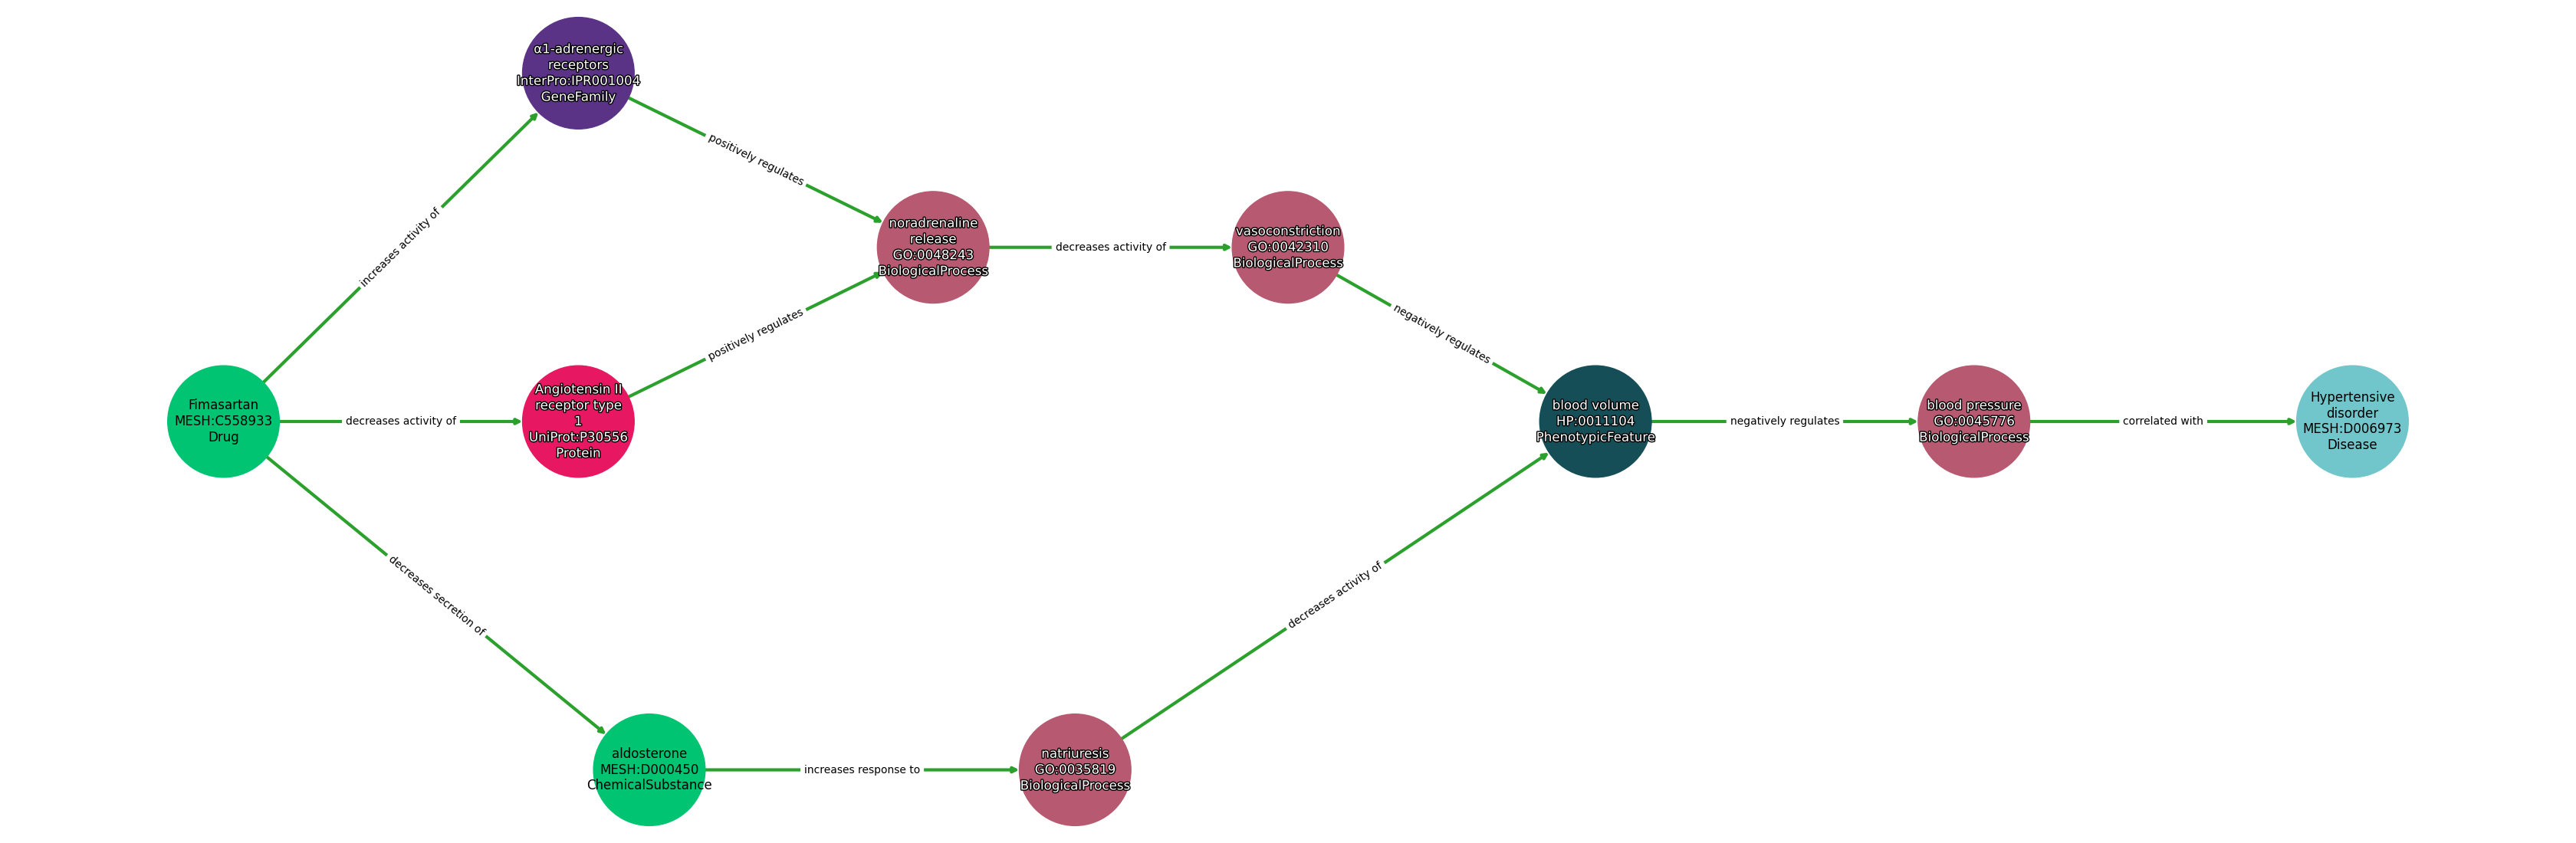 α1-adrenergic
receptors
InterPro:IPR001004
GeneFamily
positively regulates
increases activity of
noradrenaline
release
GO:0048243
BiologicalProcess
decreases activity of
vasoconstriction
GO:0042310
BiologicalProcess
positively regulates
negatively regulates
Fimasartan
MESH:C558933
Drug
decreases activity of
Angiotensin II
receptor type
1
UniProt:P30556
Protein
blood volume
HP:0011104
PhenotypicFeature
negatively regulates
blood pressure
GO:0045776
BiologicalProcess
correlated with
Hypertensive
disorder
MESH:D006973
Disease
decreases secretion of
decreases activity of
aldosterone
MESH:D000450
ChemicalSubstance
increases response to
natriuresis
GO:0035819
BiologicalProcess